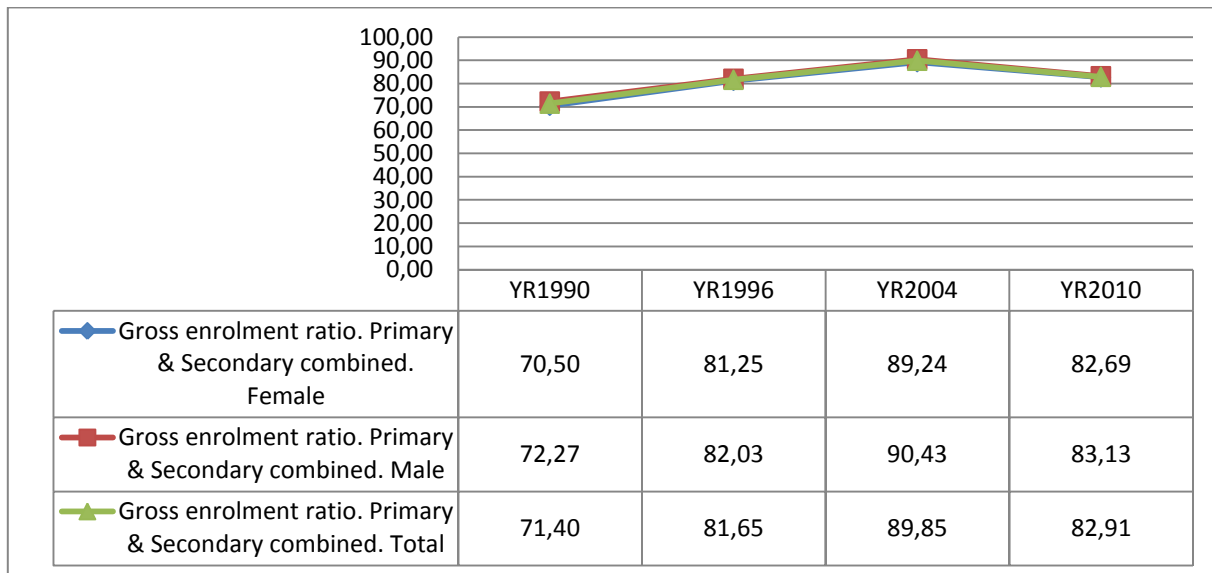 100,00
90,00
80,00
70,00
60,00
50,00
40,00
30,00
20,00
10,00
0,00
YR1990 YR1996 YR2004 YR2010
Gross enrolment ratio. Primary
& Secondary combined.
Female
70,50 81,25 89,24 82,69
Gross enrolment ratio. Primary
& Secondary combined. Male
72,27 82,03 90,43 83,13
Gross enrolment ratio. Primary
& Secondary combined. Total
71,40 81,65 89,85 82,91